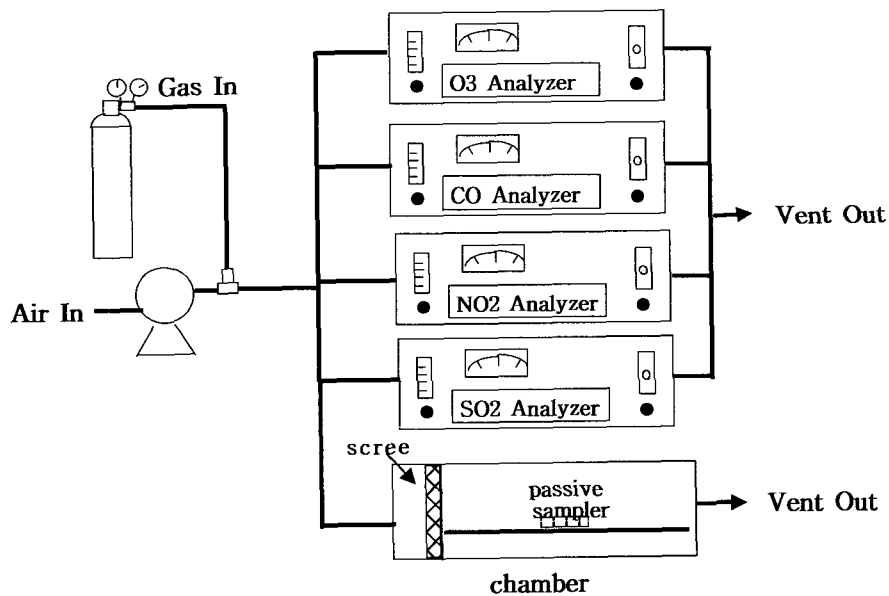 Gas In
O3 Analyzer
CO Analyzer
Vent Out
NO2 Analyzer
Air In
SO2 Analyzer
scree
passive
sampler
Vent Out
chamber